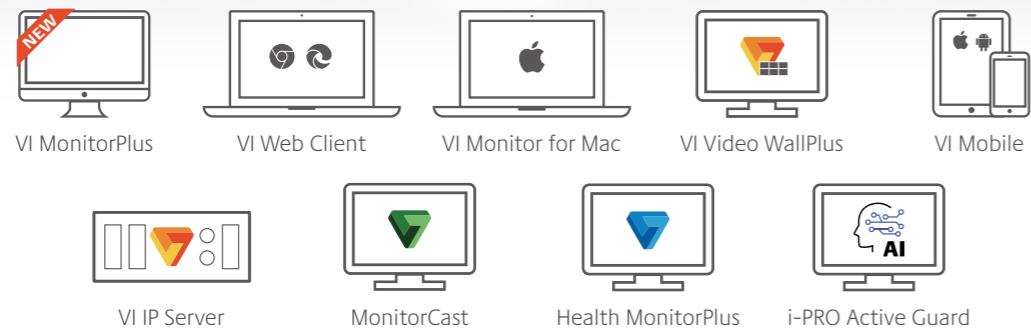 NEW
VI MonitorPlus
VI Web Client
VI Monitor for Mac
VI Video WallPlus
VI Mobile
AI
VI IP Server
MonitorCast
Health MonitorPlus
i-PRO Active Guard